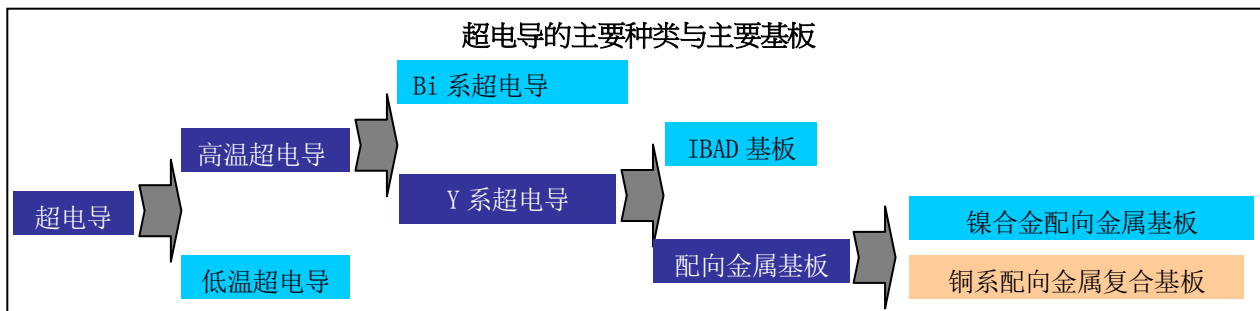 超电导的主要种类与主要基板
Bi 系超电导
高温超电导
IBAD 基板
Y 系超电导
超电导
镍合金配向金属基板
低温超电导
配向金属基板
铜系配向金属复合基板